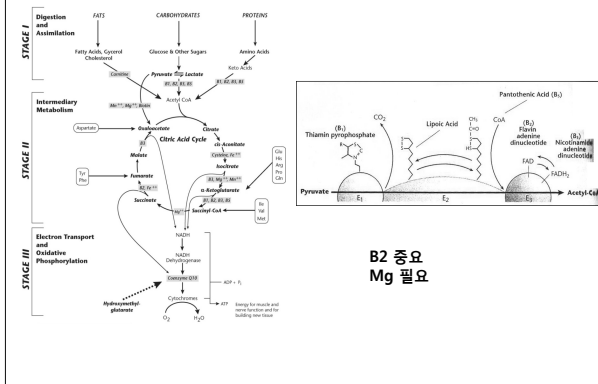 STAGE I
Digestion and Assimilation
FATS
CARBOHYDRATES
PROTEINS
Fatty Acids, Gycerol
Cholesterol
Glucose & Other Sugars
Amino Acids
Keto Acids
Carnitine
Pyruvate
Lactate
B1, B2, B3, B5
B1, B2, B3, B5
Acetyl CoA
STAGE II
Intermediary Metabolism
Mn++, Mg++, Biotin
Aspartate
Oxaloacetate
Citrate
Citric Acid Cycle
B3
cis-Aconitate
Cysteine, Fe++
Malate
Isocitrate
B3, Mg++, Mn++
Glu
His
Arg
Pro
Gln
Tyr
Phe
Fumarate
α-Ketoglutarate
B2, Fe++
B1, B2, B3, B5
Succinate
Mg++
Succinyl-CoA
Ile
Val
Met
STAGE III
Electron Transport and Oxidative Phosphorylation
NADH
NADH Dehydrogenase
Coenzyme Q10
ADP + Pi
Hydroxymethyl-glutarate
Cytochromes
ATP
Energy for muscle and nerve function and for building new tissue
O2
H2O
Pantothenic Acid (B5)
CO2
(B1)
Thiamin pyrophosphate
Lipoic Acid
CH3
C=O
CoA
(B2)
Flavin adenine dinucleotide
(B3)
Nicotinamide adenine dinucleotide
FAD
FADH2
Pyruvate
E1
E2
E3
Acetyl-CoA
B2 중요
Mg 필요